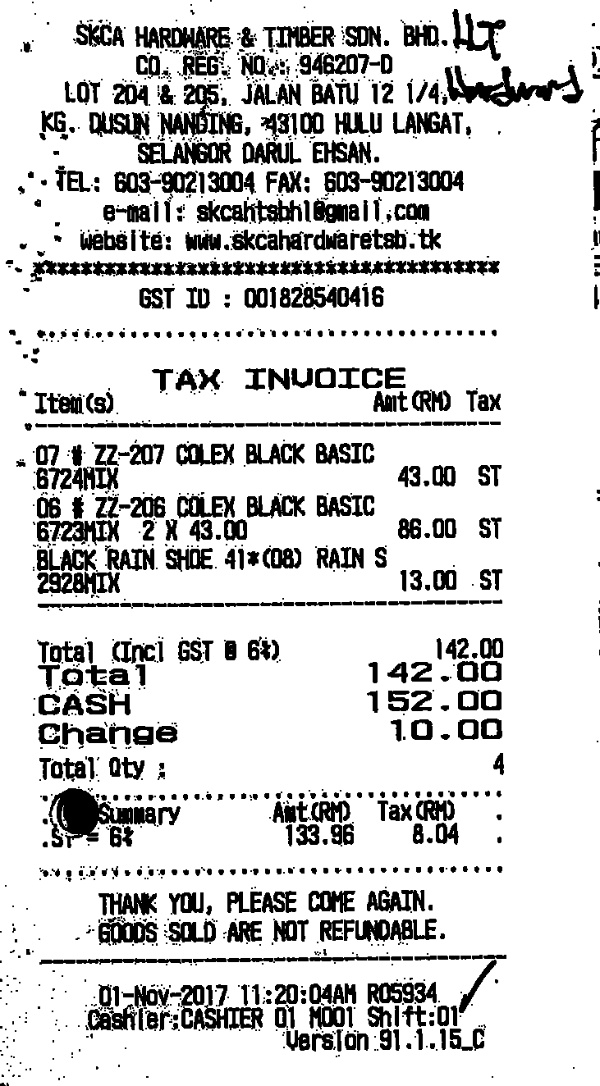 SKCA HARDWARE & TIMBER SDN. BHD.
CO. REG. NO.: 946207-D
LOT 204 & 205, JALAN BATU 12 1/4,
KG. DUSUN NANDING, 43100 HULU LANGAT,
SELANGOR DARUL EHSAN.
TEL: 603-90213004 FAX: 603-90213004
e-mail: skcahtsbhl@gmail.com
website: www.skcahardwaretsb.tk
****************************************
GST ID : 001828540416
TAX INVOICE
Item(s) Amt(RM) Tax
07 # ZZ-207 COLEX BLACK BASIC
6724MIX 43.00 ST
06 # ZZ-206 COLEX BLACK BASIC
6723MIX 2 X 43.00 86.00 ST
BLACK RAIN SHOE 41*(08) RAIN S
2928MIX 13.00 ST
Total (Incl GST @ 6%) 142.00
Total 142.00
CASH 152.00
Change 10.00
Total Qty : 4
Summary Amt(RM) Tax(RM)
ST = 6% 133.96 8.04
THANK YOU, PLEASE COME AGAIN.
GOODS SOLD ARE NOT REFUNDABLE.
01-Nov-2017 11:20:04AM R05934
Cashier:CASHIER 01 M001 Shift:01
Version 91.1.15_C